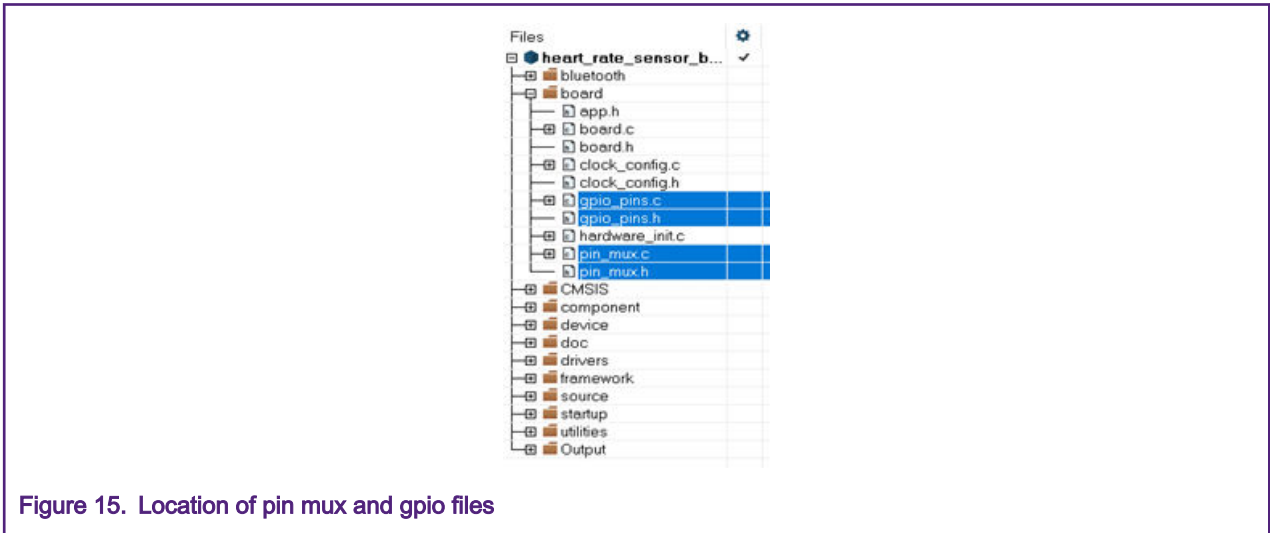 Files
heart_rate_sensor_b...
bluetooth
board
app.h
board.c
board.h
clock_config.c
clock_config.h
gpio_pins.c
gpio_pins.h
hardware_init.c
pin_mux.c
pin_mux.h
CMSIS
component
device
doc
drivers
framework
source
startup
utilities
Output
Figure 15. Location of pin mux and gpio files